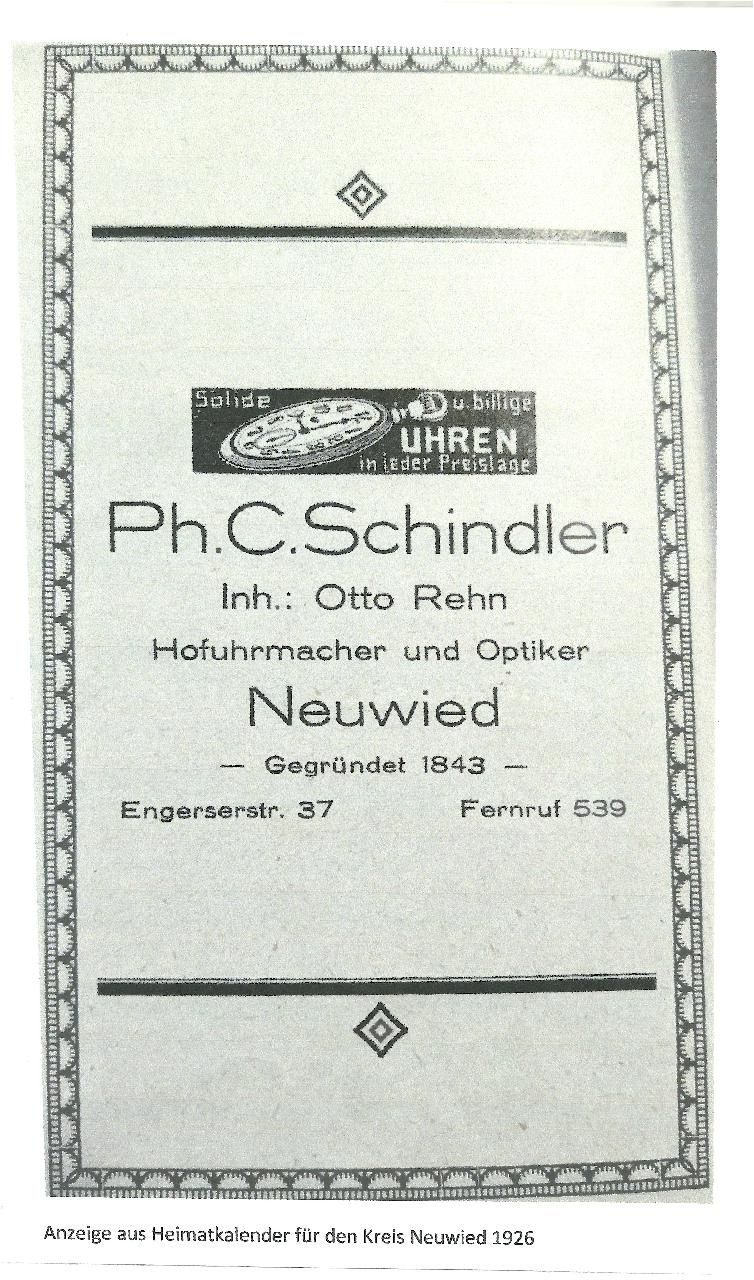 Solide
u. billige
UHREN
in jeder Preislage
Ph.C.Schindler
Inh.: Otto Rehn
Hofuhrmacher und Optiker
Neuwied
— Gegründet 1843 —
Engerserstr. 37 Fernruf 539
Anzeige aus Heimatkalender für den Kreis Neuwied 1926